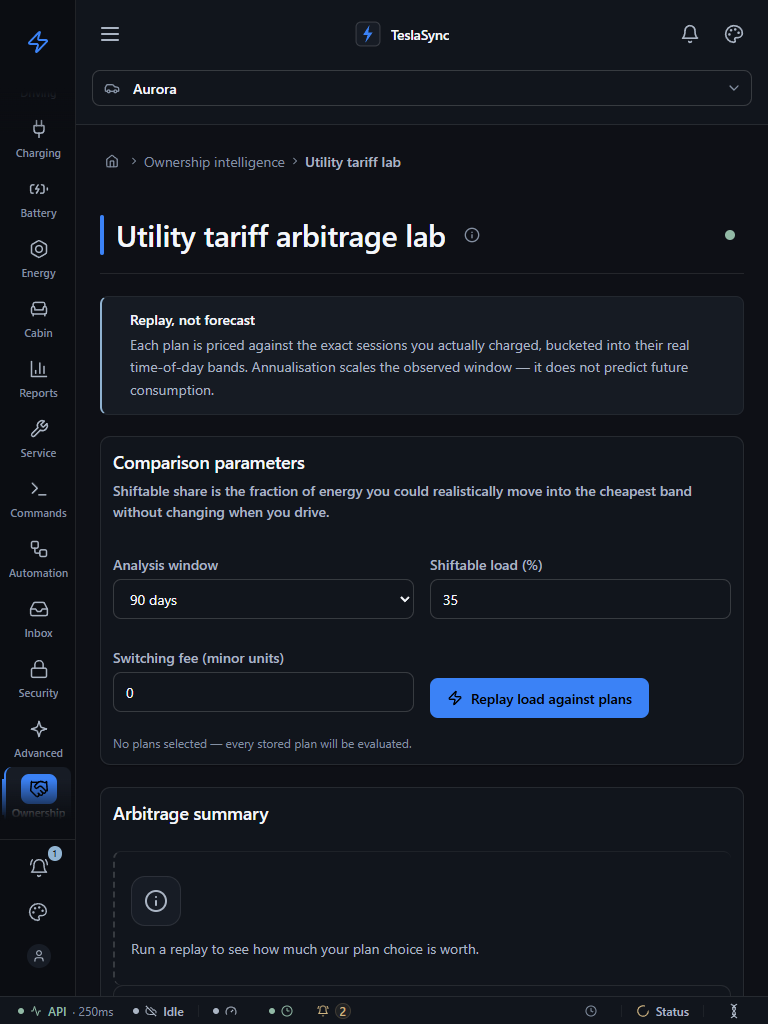 TeslaSync
Aurora
Driving
Charging
Battery
Energy
Cabin
Reports
Service
Commands
Automation
Inbox
Security
Advanced
Ownership
1
Ownership intelligence
Utility tariff lab
Utility tariff arbitrage lab
Replay, not forecast
Each plan is priced against the exact sessions you actually charged, bucketed into their real
time-of-day bands. Annualisation scales the observed window — it does not predict future
consumption.
Comparison parameters
Shiftable share is the fraction of energy you could realistically move into the cheapest band
without changing when you drive.
Analysis window
Shiftable load (%)
90 days
35
Switching fee (minor units)
0
Replay load against plans
No plans selected — every stored plan will be evaluated.
Arbitrage summary
Run a replay to see how much your plan choice is worth.
API · 250ms
Idle
2
Status